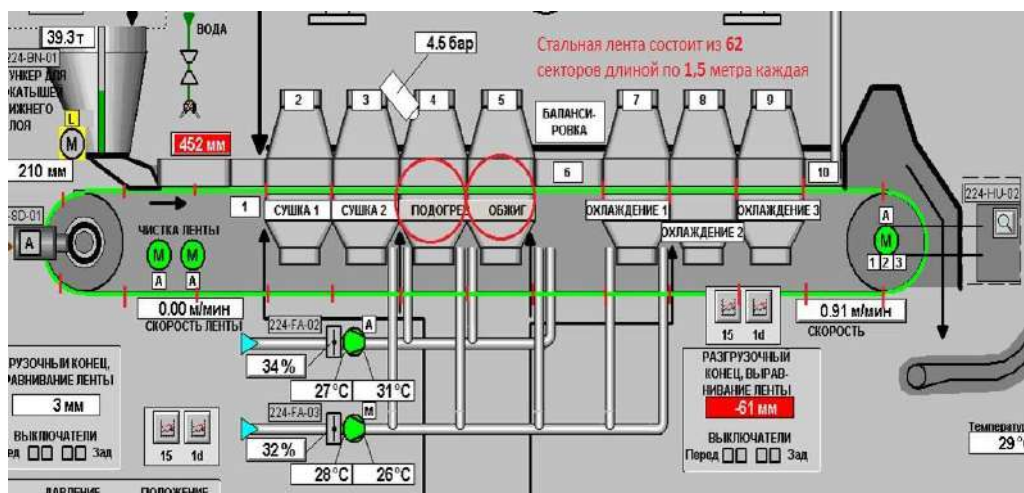 39.3т
224-BN-01
УНКЕР ДЛЯ
КАТЫШЕЙ
ИЖНЕГО
ЛОЯ
L
M
210 мм
ВОДА
452 мм
4.5 бар
Стальная лента состоит из 62
секторов длиной по 1,5 метра каждая
2
3
4
5
БАЛАНСИ-
РОВКА
7
8
9
6
10
1
СУШКА 1
СУШКА 2
ПОДОГРЕ
ОБЖИГ
ОХЛАЖДЕНИЕ 1
ОХЛАЖДЕНИЕ 2
ОХЛАЖДЕНИЕ 3
224-HU-02
-SD-01
A
ЧИСТКА ЛЕНТЫ
M M
A A
A
M
1 2 3
0.00 м/мин
СКОРОСТЬ ЛЕНТЫ
0.91 м/мин
СКОРОСТЬ
15 1d
224-FA-02
A
34 %
27 °C 31 °C
РУЗОЧНЫЙ КОНЕЦ,
РАВНИВАНИЕ ЛЕНТЫ
3 мм
ВЫКЛЮЧАТЕЛИ
ед Зад
15 1d
224-FA-03
M
32 %
28 °C 26 °C
РАЗГРУЗОЧНЫЙ
КОНЕЦ, ВЫРАВ-
НИВАНИЕ ЛЕНТЫ
-61 мм
ВЫКЛЮЧАТЕЛИ
Перед Зад
Температур
29 °
ДАВЛЕНИЕ
ПОЛОЖЕНИЕ